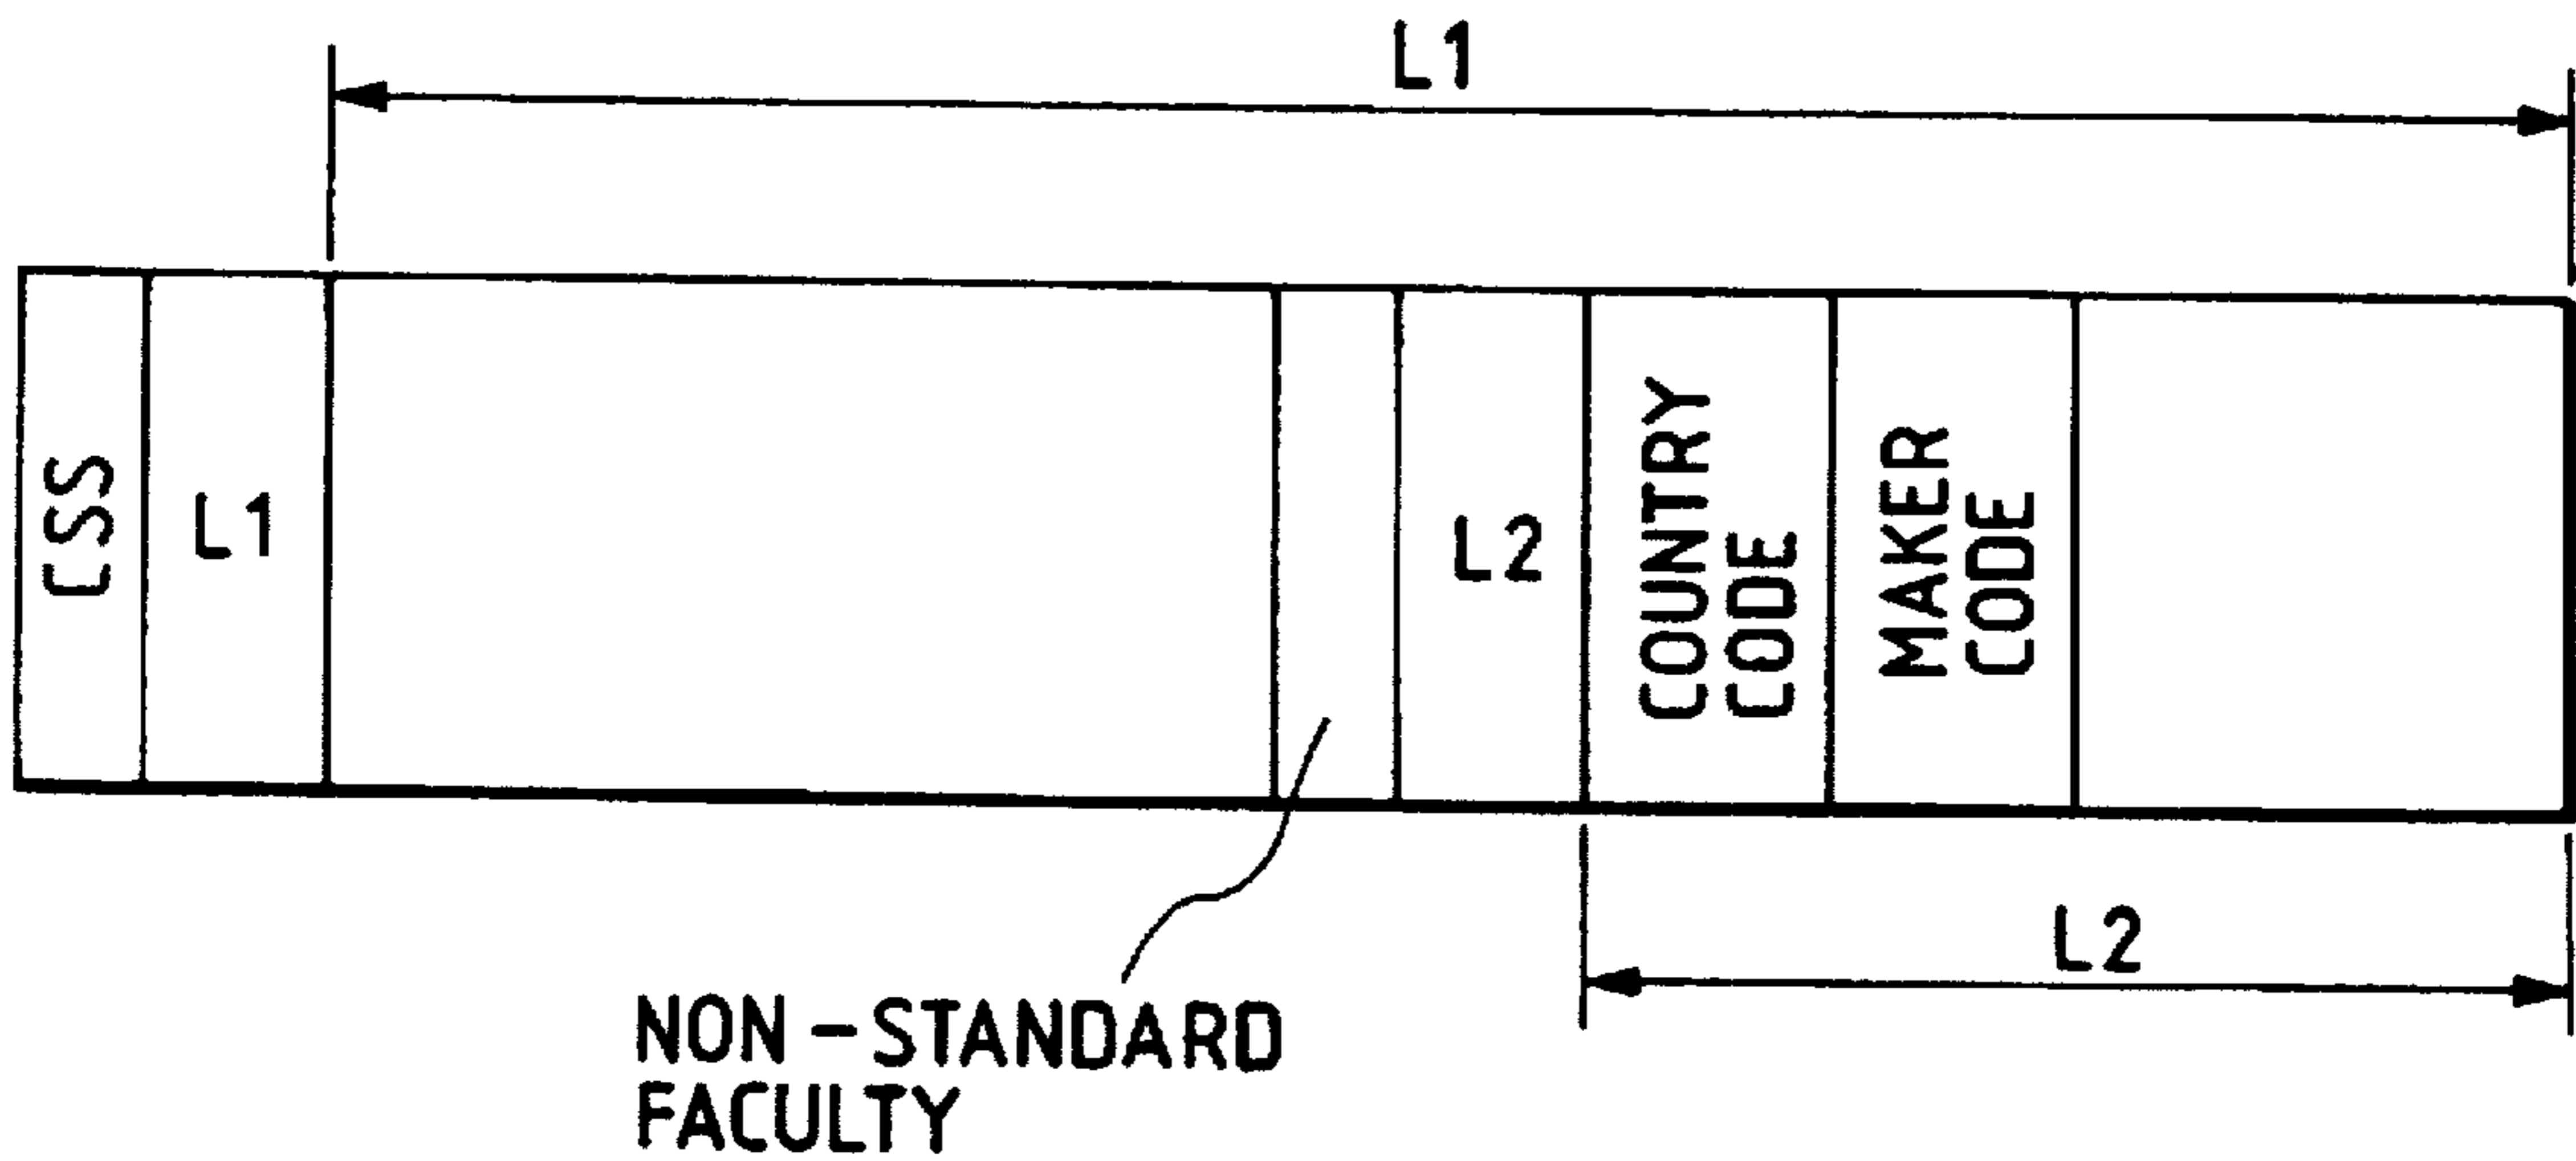 L1
CSS
L1
L2
COUNTRY
CODE
MAKER
CODE
L2
NON-STANDARD
FACULTY